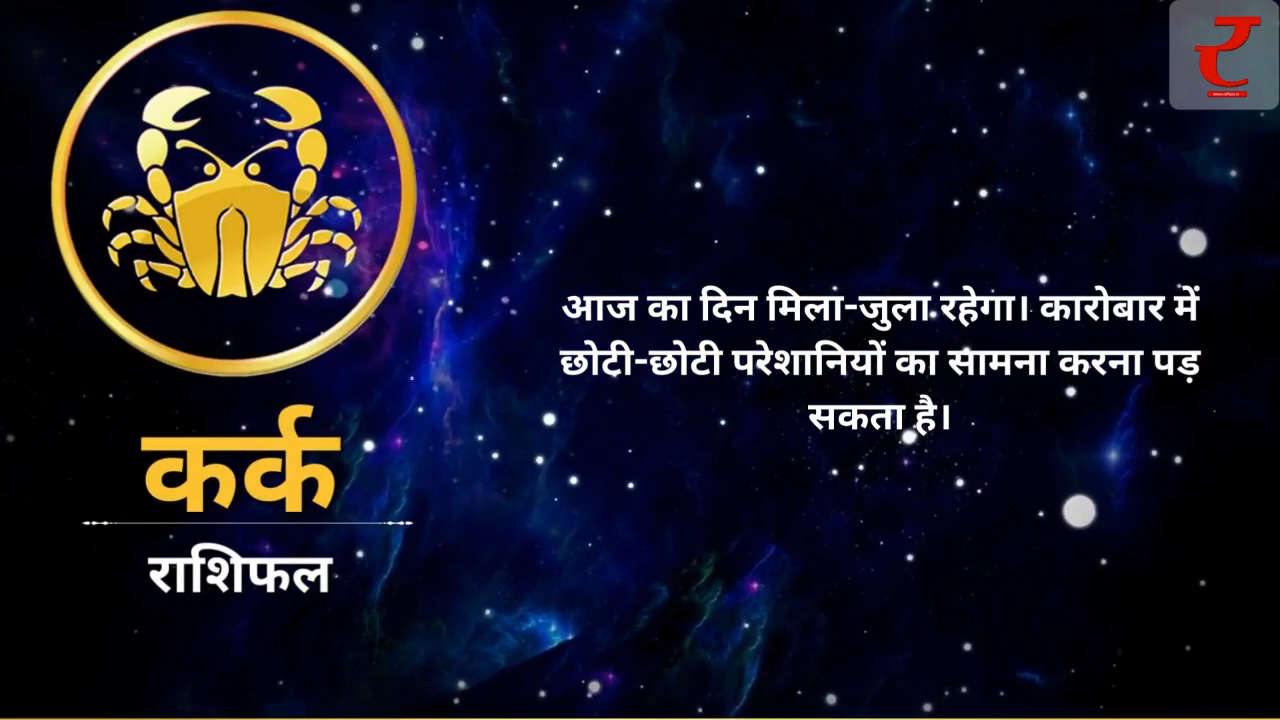 र
आज का दिन मिला-जुला रहेगा। कारोबार में
छोटी-छोटी परेशानियों का सामना करना पड़
सकता है।
कर्क
राशिफल